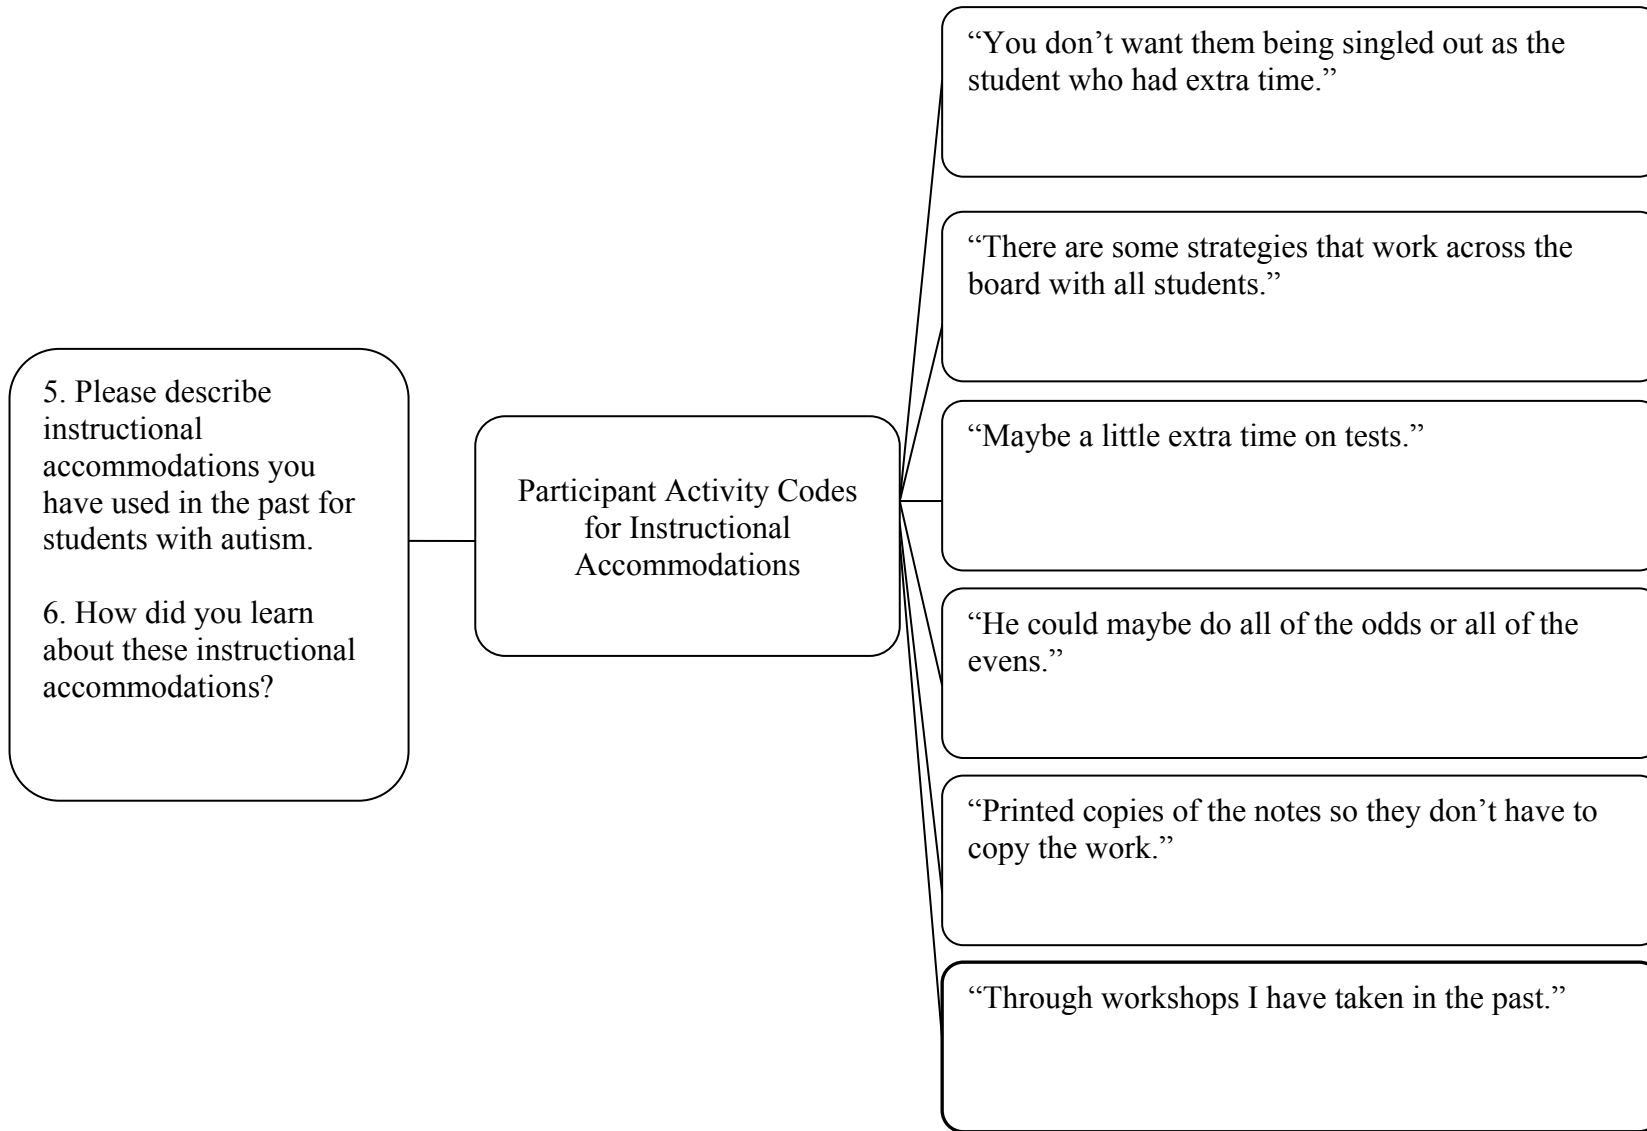 5. Please describe
instructional
accommodations you
have used in the past for
students with autism.
6. How did you learn
about these instructional
accommodations?
Participant Activity Codes
for Instructional
Accommodations
“You don’t want them being singled out as the
student who had extra time.”
“There are some strategies that work across the
board with all students.”
“Maybe a little extra time on tests.”
“He could maybe do all of the odds or all of the
evens.”
“Printed copies of the notes so they don’t have to
copy the work.”
“Through workshops I have taken in the past.”